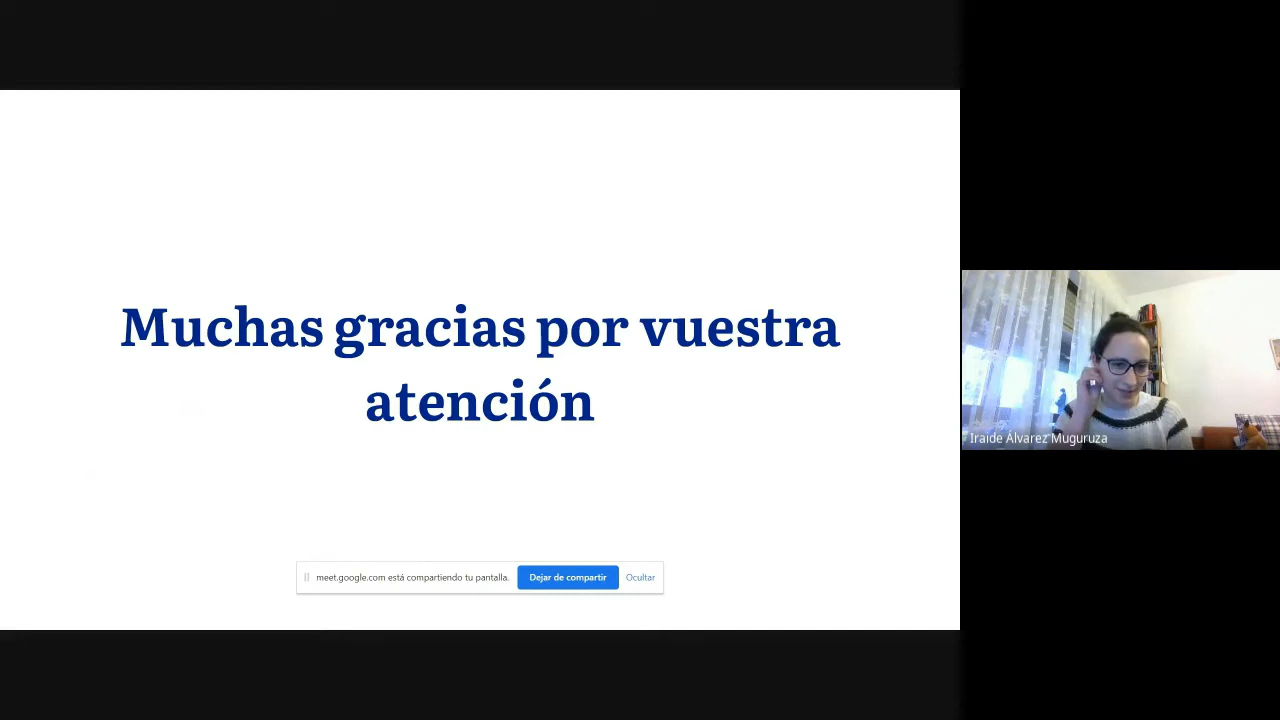 Muchas gracias por vuestra
atención
meet.google.com está compartiendo tu pantalla.
Dejar de compartir
Ocultar
Iraide Álvarez Muguruza